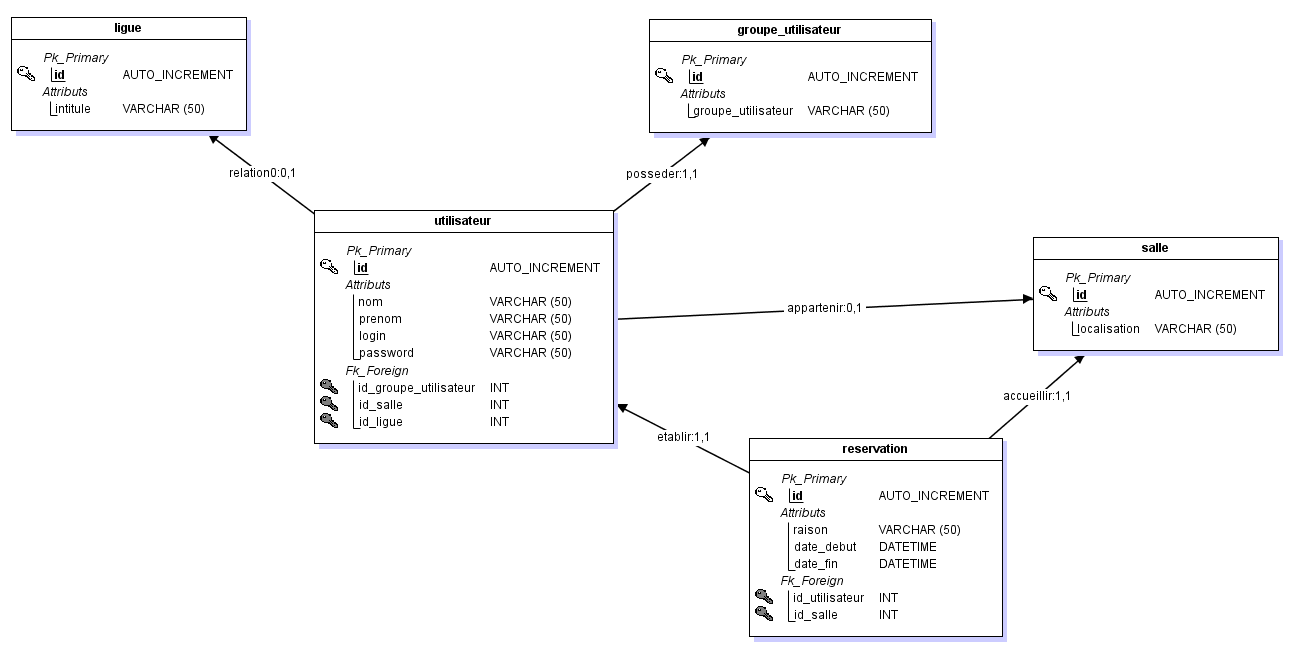 ligue
Pk_Primary
id AUTO_INCREMENT
Attributs
intitule VARCHAR (50)
groupe_utilisateur
Pk_Primary
id AUTO_INCREMENT
Attributs
groupe_utilisateur VARCHAR (50)
relation0:0,1
posseder:1,1
utilisateur
Pk_Primary
id AUTO_INCREMENT
Attributs
nom VARCHAR (50)
prenom VARCHAR (50)
login VARCHAR (50)
password VARCHAR (50)
Fk_Foreign
id_groupe_utilisateur INT
id_salle INT
id_ligue INT
appartenir:0,1
salle
Pk_Primary
id AUTO_INCREMENT
Attributs
localisation VARCHAR (50)
accueillir:1,1
etablir:1,1
reservation
Pk_Primary
id AUTO_INCREMENT
Attributs
raison VARCHAR (50)
date_debut DATETIME
date_fin DATETIME
Fk_Foreign
id_utilisateur INT
id_salle INT